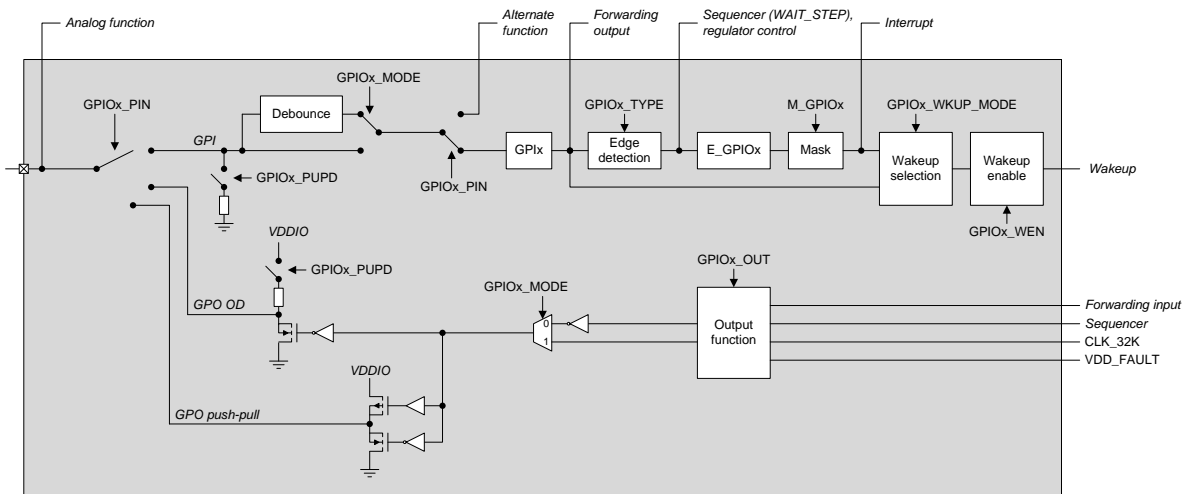 Analog function
Alternate
function
Forwarding
output
Sequencer (WAIT_STEP),
regulator control
Interrupt
GPIOx_PIN
GPIOx_MODE
Debounce
GPI
GPIOx_PUPD
GPIOx_PIN
GPIx
GPIOx_TYPE
Edge
detection
E_GPIOx
M_GPIOx
Mask
GPIOx_WKUP_MODE
Wakeup
selection
Wakeup
enable
Wakeup
GPIOx_WEN
VDDIO
GPIOx_PUPD
GPO OD
GPIOx_MODE
0
1
GPIOx_OUT
Output
function
Forwarding input
Sequencer
CLK_32K
VDD_FAULT
VDDIO
GPO push-pull